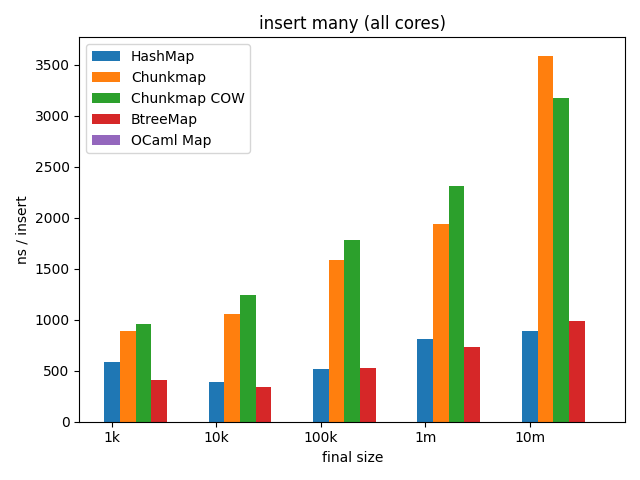 insert many (all cores)
HashMap
Chunkmap
Chunkmap COW
BtreeMap
OCaml Map
ns / insert
3500
3000
2500
2000
1500
1000
500
0
1k 10k 100k 1m 10m
final size